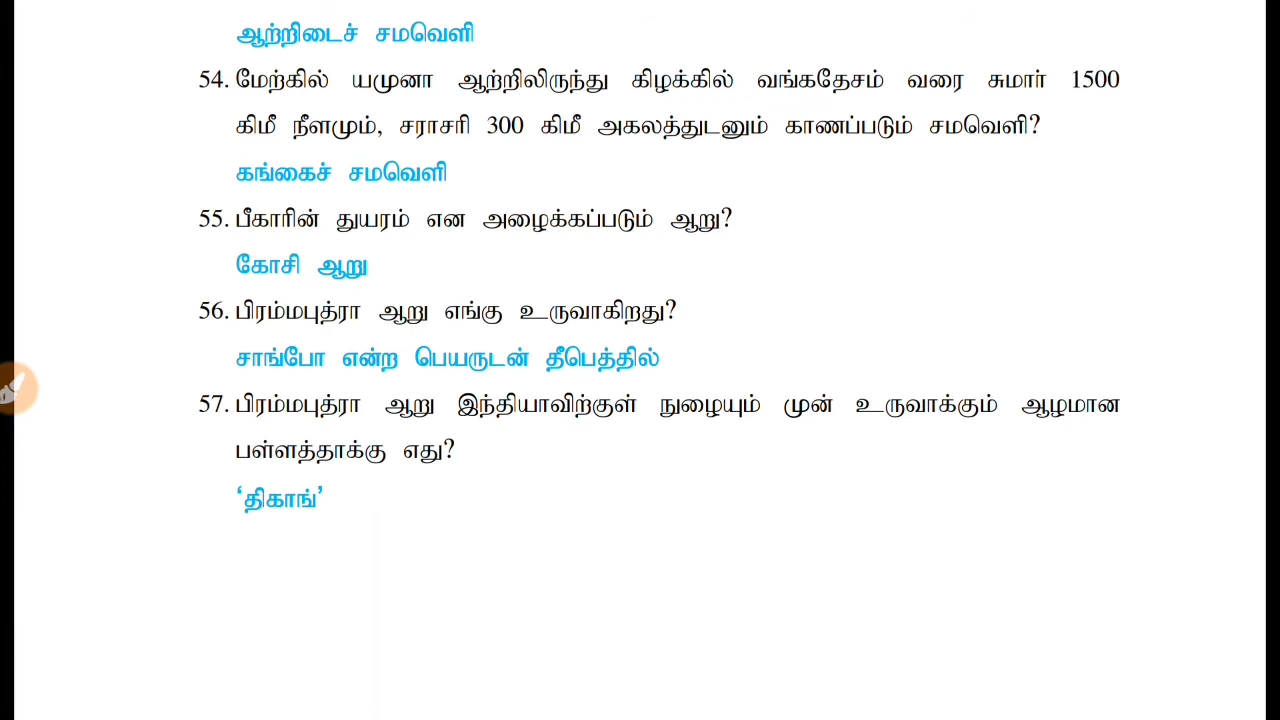 ஆற்றிடைச் சமவெளி
54. மேற்கில் யமுனா ஆற்றிலிருந்து கிழக்கில் வங்கதேசம் வரை சுமார் 1500
கிமீ நீளமும், சராசரி 300 கிமீ அகலத்துடனும் காணப்படும் சமவெளி?
கங்கைச் சமவெளி
55. பீகாரின் துயரம் என அழைக்கப்படும் ஆறு?
கோசி ஆறு
56. பிரம்மபுத்ரா ஆறு எங்கு உருவாகிறது?
சாங்போ என்ற பெயருடன் தீபெத்தில்
57. பிரம்மபுத்ரா ஆறு இந்தியாவிற்குள் நுழையும் முன் உருவாக்கும் ஆழமான
பள்ளத்தாக்கு எது?
‘திகாங்’